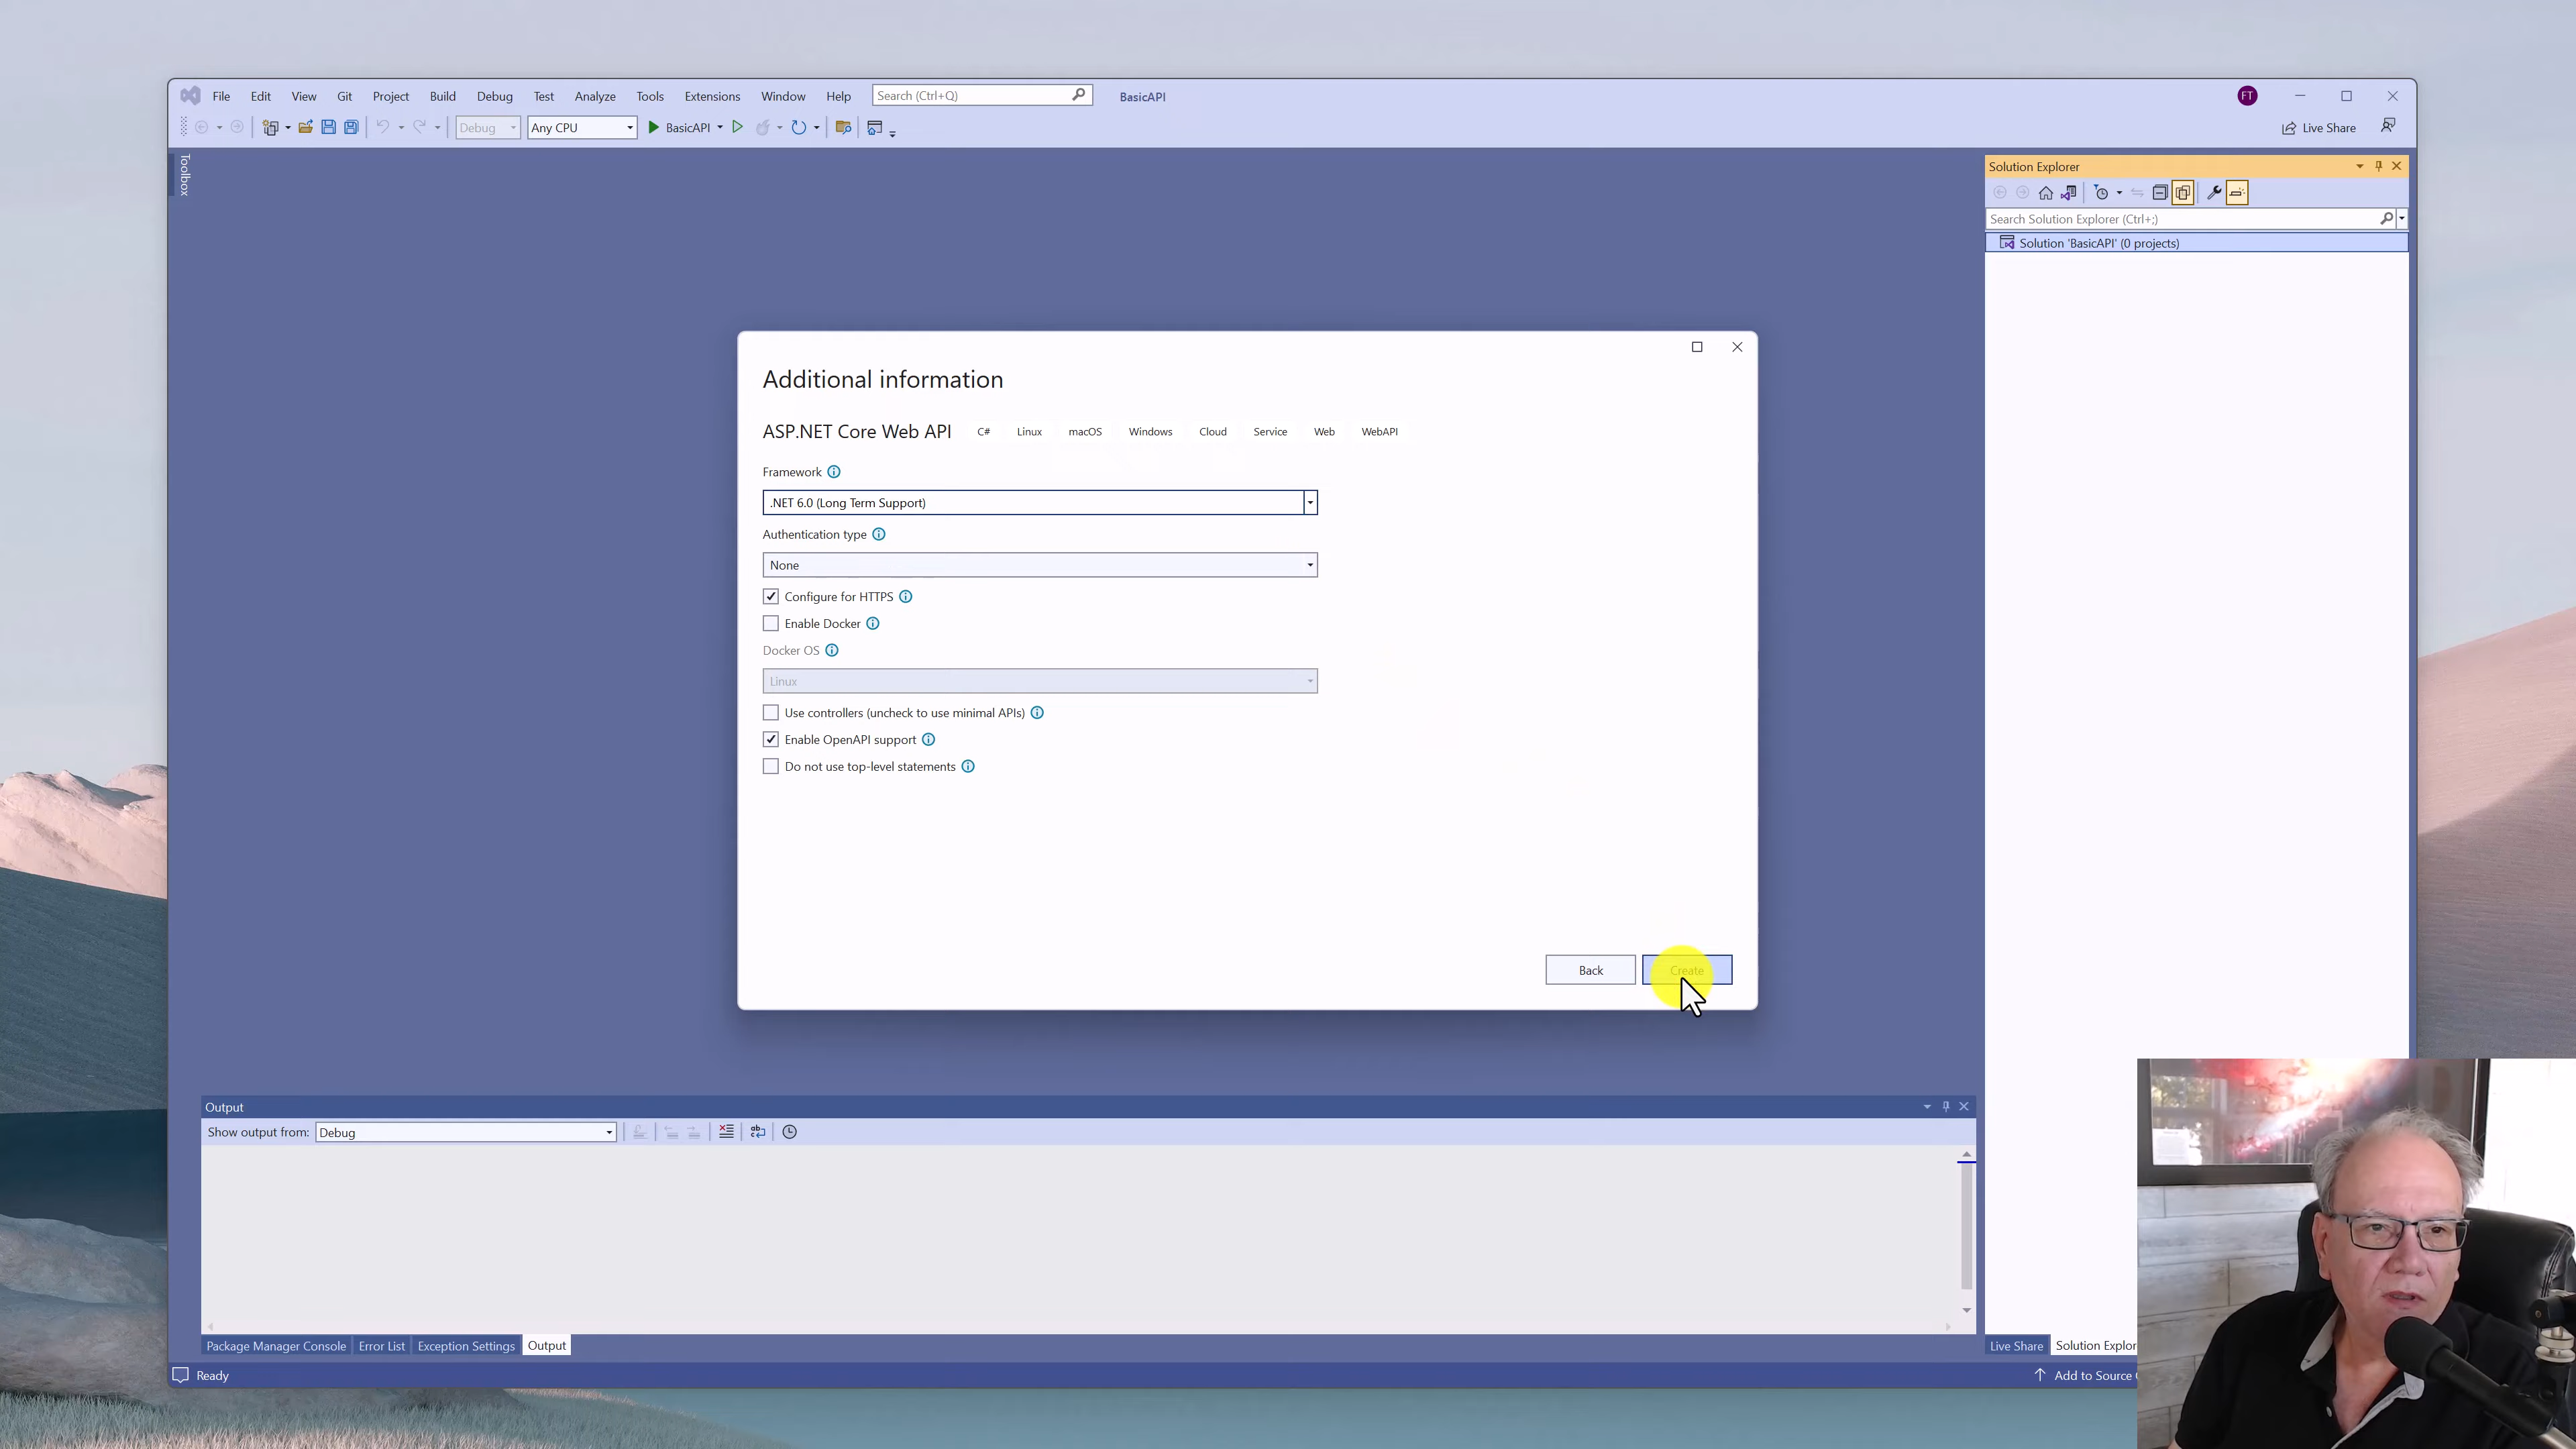 File Edit View Git Project Build Debug Test Analyze Tools Extensions Window Help Search (Ctrl+Q) BasicAPI FT
Debug Any CPU BasicAPI Live Share
Toolbox
Solution Explorer
Search Solution Explorer (Ctrl+;)
Solution 'BasicAPI' (0 projects)
Additional information
ASP.NET Core Web API C# Linux macOS Windows Cloud Service Web WebAPI
Framework
.NET 6.0 (Long Term Support)
Authentication type
None
Configure for HTTPS
Enable Docker
Docker OS
Linux
Use controllers (uncheck to use minimal APIs)
Enable OpenAPI support
Do not use top-level statements
Back Create
Output
Show output from: Debug
Package Manager Console Error List Exception Settings Output
Live Share Solution Explor
Ready Add to Source